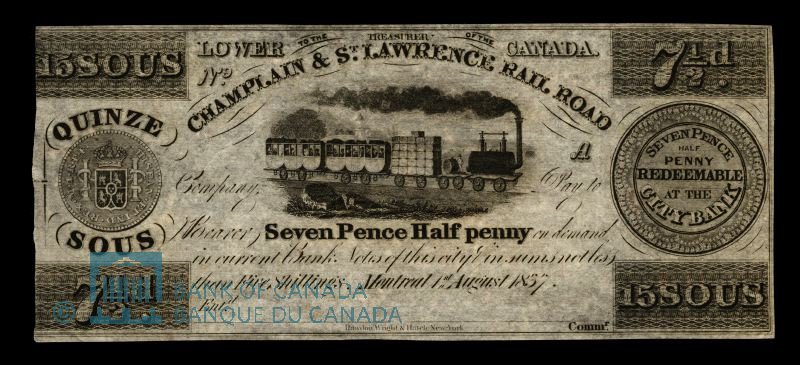 TREASURER
LOWER TO THE OF THE CANADA.
15 SOUS
7½d.
No
CHAMPLAIN & ST. LAWRENCE RAIL ROAD
QUINZE
SOUS
A
SEVEN PENCE
HALF
PENNY
REDEEMABLE
AT THE
CITY BANK
Company, Pay to
Bearer Seven Pence Half penny on demand,
in current Bank Notes of this city in sums not less
than Five Shillings. Montreal 1st August 1837.
7½
15 SOUS
BANK OF CANADA
BANQUE DU CANADA
Rawdon, Wright & Hatch, New-York
Commr.